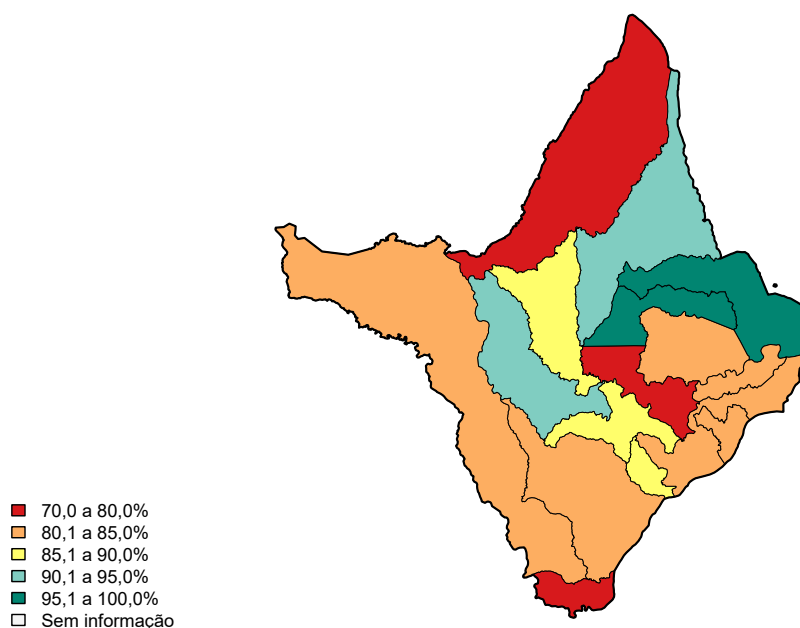 70,0 a 80,0%
80,1 a 85,0%
85,1 a 90,0%
90,1 a 95,0%
95,1 a 100,0%
Sem informação